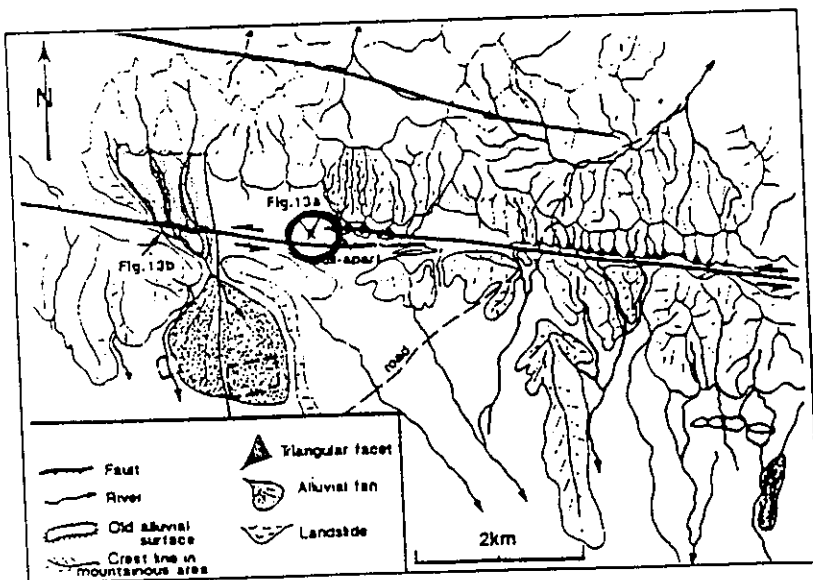 N
Fig.13a
-apart
Fig.13b
road
Fault
River
Old alluvial
surface
Crest line in
mountainous area
Triangular facet
Alluvial fan
Landslide
2km